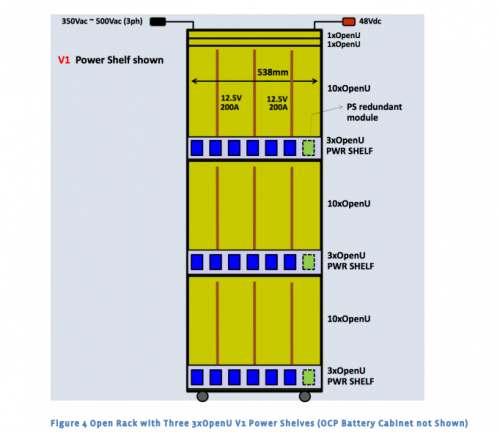 350Vac ~ 500Vac (3ph)
48Vdc
1xOpenU
1xOpenU
V1 Power Shelf shown
538mm
10xOpenU
12.5V
200A
12.5V
200A
PS redundant
module
3xOpenU
PWR SHELF
10xOpenU
3xOpenU
PWR SHELF
10xOpenU
3xOpenU
PWR SHELF
Figure 4 Open Rack with Three 3xOpenU V1 Power Shelves (OCP Battery Cabinet not Shown)